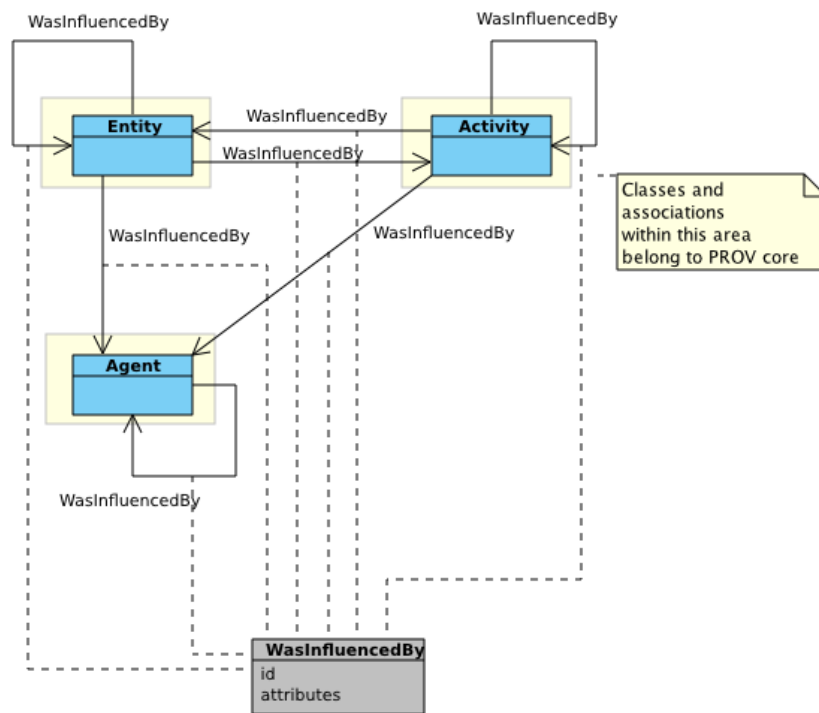 WasInfluencedBy
WasInfluencedBy
Entity
WasInfluencedBy
Activity
WasInfluencedBy
Classes and
associations
within this area
belong to PROV core
WasInfluencedBy
WasInfluencedBy
Agent
WasInfluencedBy
WasInfluencedBy
id
attributes